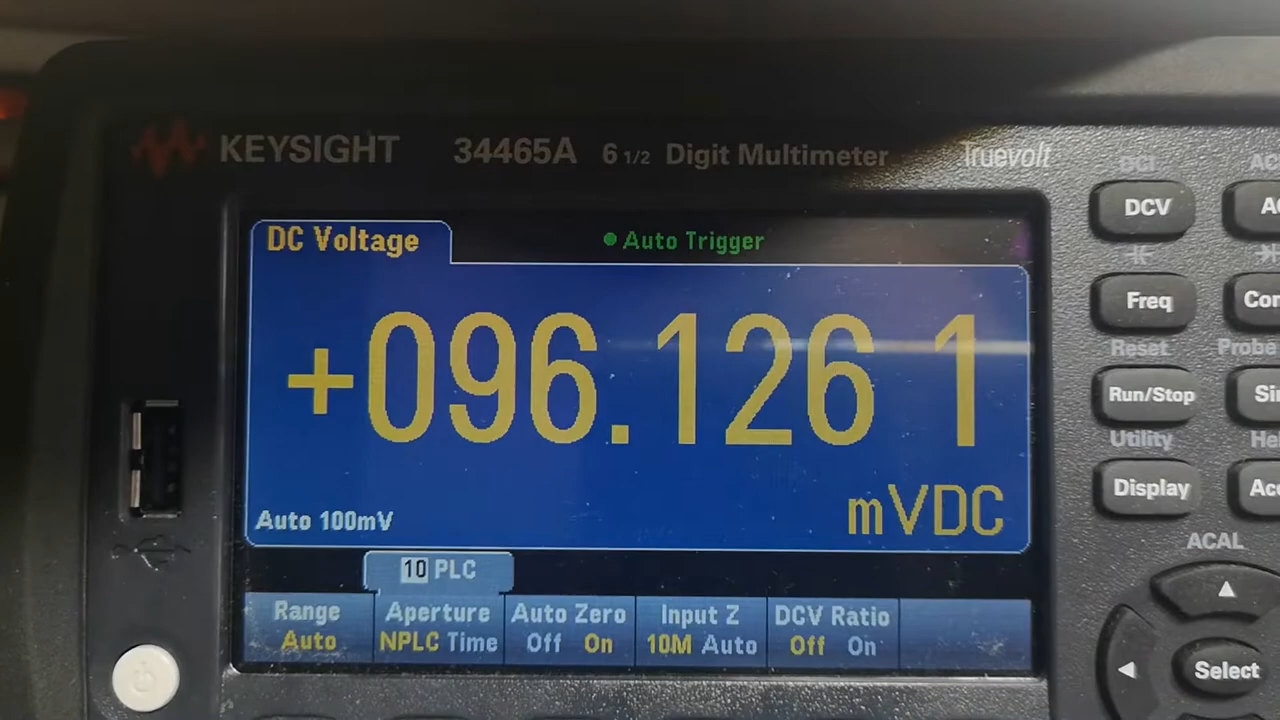 KEYSIGHT 34465A 6 1/2 Digit Multimeter Truevolt
DC Voltage
Auto Trigger
+096.126 1
mVDC
Auto 100mV
10 PLC
Range
Auto
Aperture
NPLC Time
Auto Zero
Off On
Input Z
10M Auto
DCV Ratio
Off On
DCV
Freq
Reset
Probe
Run/Stop
Utility
Display
ACAL
Select